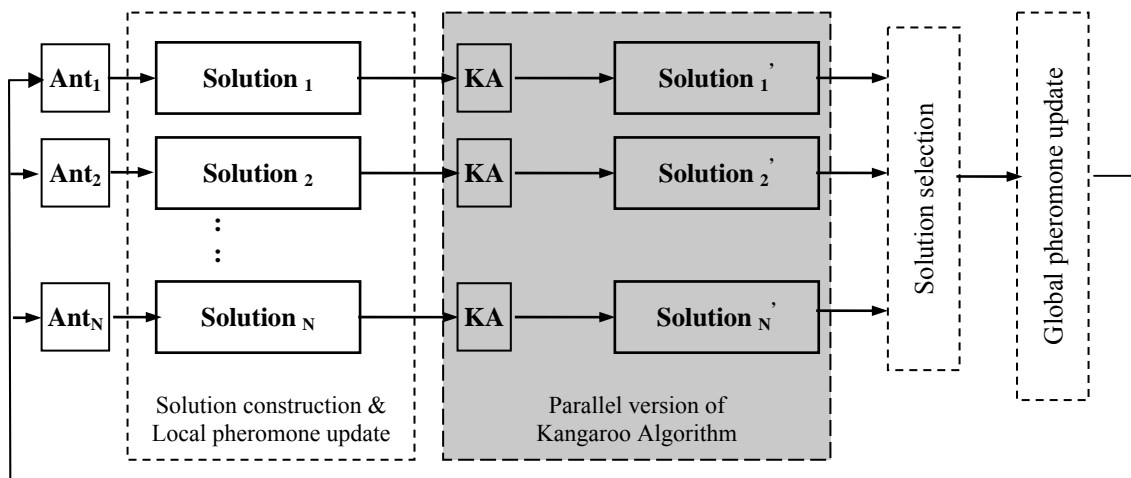 Ant1
Solution 1
KA
Solution 1’
Ant2
Solution 2
KA
Solution 2’
:
:
AntN
Solution N
KA
Solution N’
Solution construction &
Local pheromone update
Parallel version of
Kangaroo Algorithm
Solution selection
Global pheromone update